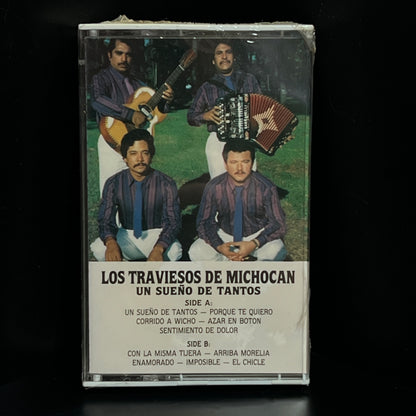 LOS TRAVIESOS DE MICHOCAN
UN SUEÑO DE TANTOS
SIDE A:
UN SUEÑO DE TANTOS — PORQUE TE QUIERO
CORRIDO A WICHO — AZAR EN BOTON
SENTIMIENTO DE DOLOR
SIDE B:
CON LA MISMA TIJERA — ARRIBA MORELIA
ENAMORADO — IMPOSIBLE — EL CHICLE